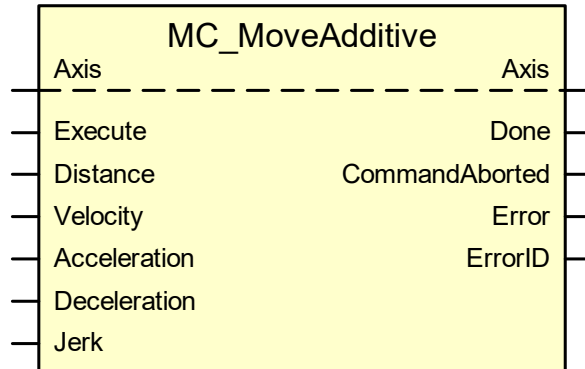 MC_MoveAdditive
Axis Axis
Execute Done
Distance CommandAborted
Velocity Error
Acceleration ErrorID
Deceleration
Jerk